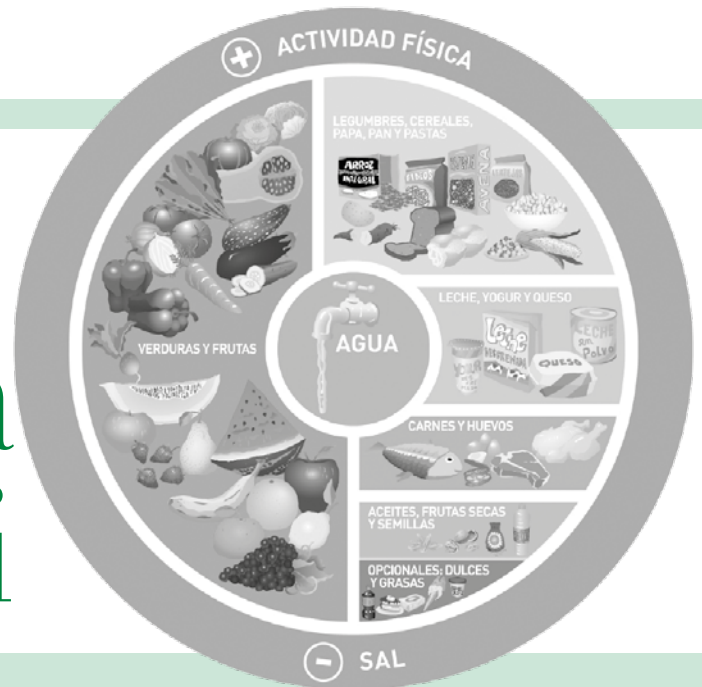 + ACTIVIDAD FÍSICA
LEGUMBRES, CEREALES,
PAPA, PAN Y PASTAS
ARROZ
INTEGRAL
AVENA
VERDURAS Y FRUTAS
AGUA
LECHE, YOGUR Y QUESO
Leche
LECHE
en
Polvo
QUESO
CARNES Y HUEVOS
ACEITES, FRUTAS SECAS
Y SEMILLAS
OPCIONALES: DULCES
Y GRASAS
- SAL